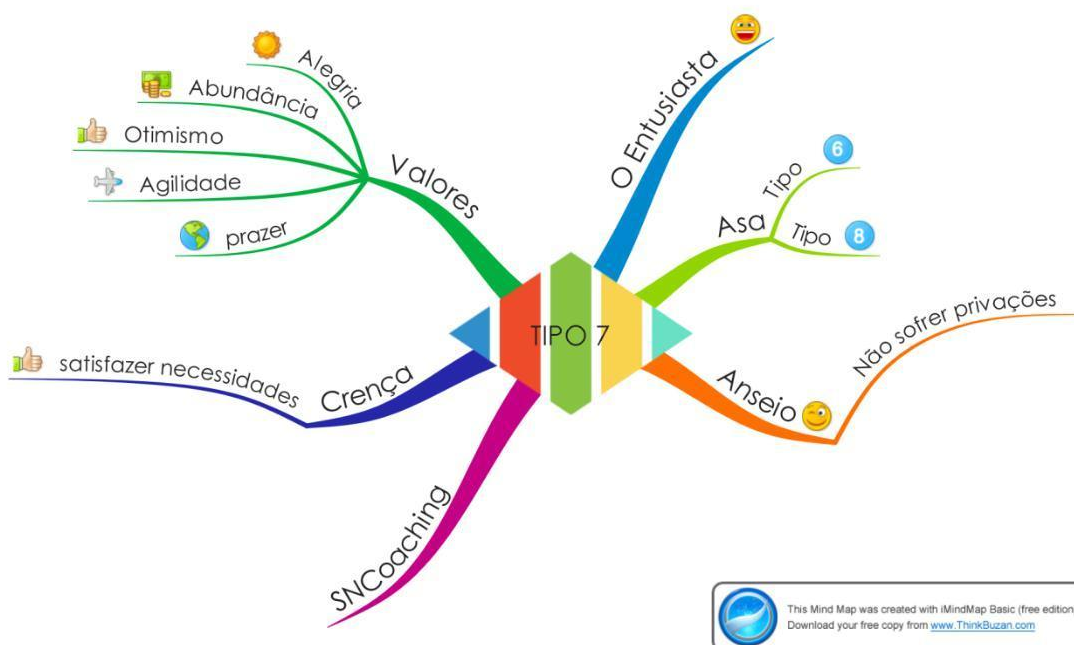 TIPO 7
O Entusiasta
Asa
Tipo 6
Tipo 8
Anseio
Não sofrer privações
SNCoaching
Crença
satisfazer necessidades
Valores
Alegria
Abundância
Otimismo
Agilidade
prazer
This Mind Map was created with iMindMap Basic (free edition
Download your free copy from www.ThinkBuzan.com